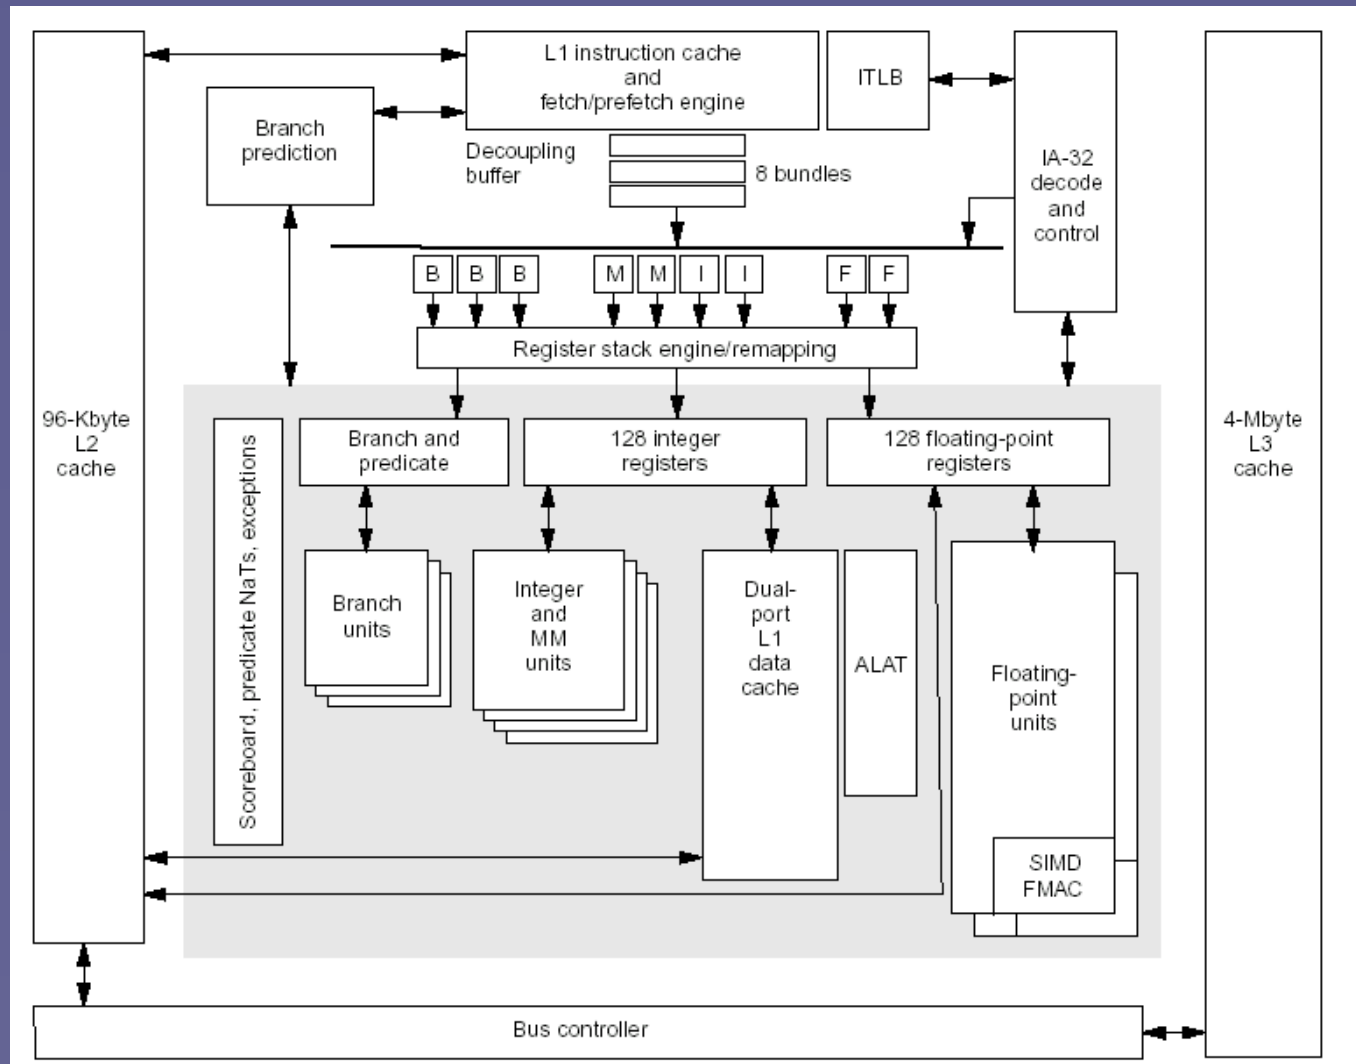 L1 instruction cache
and
fetch/prefetch engine
ITLB
Branch
prediction
Decoupling
buffer
8 bundles
IA-32
decode
and
control
B B B M M I I F F
Register stack engine/remapping
96-Kbyte
L2
cache
4-Mbyte
L3
cache
Scoreboard, predicate NaTs, exceptions
Branch and
predicate
128 integer
registers
128 floating-point
registers
Branch
units
Integer
and
MM
units
Dual-
port
L1
data
cache
ALAT
Floating-
point
units
SIMD
FMAC
Bus controller